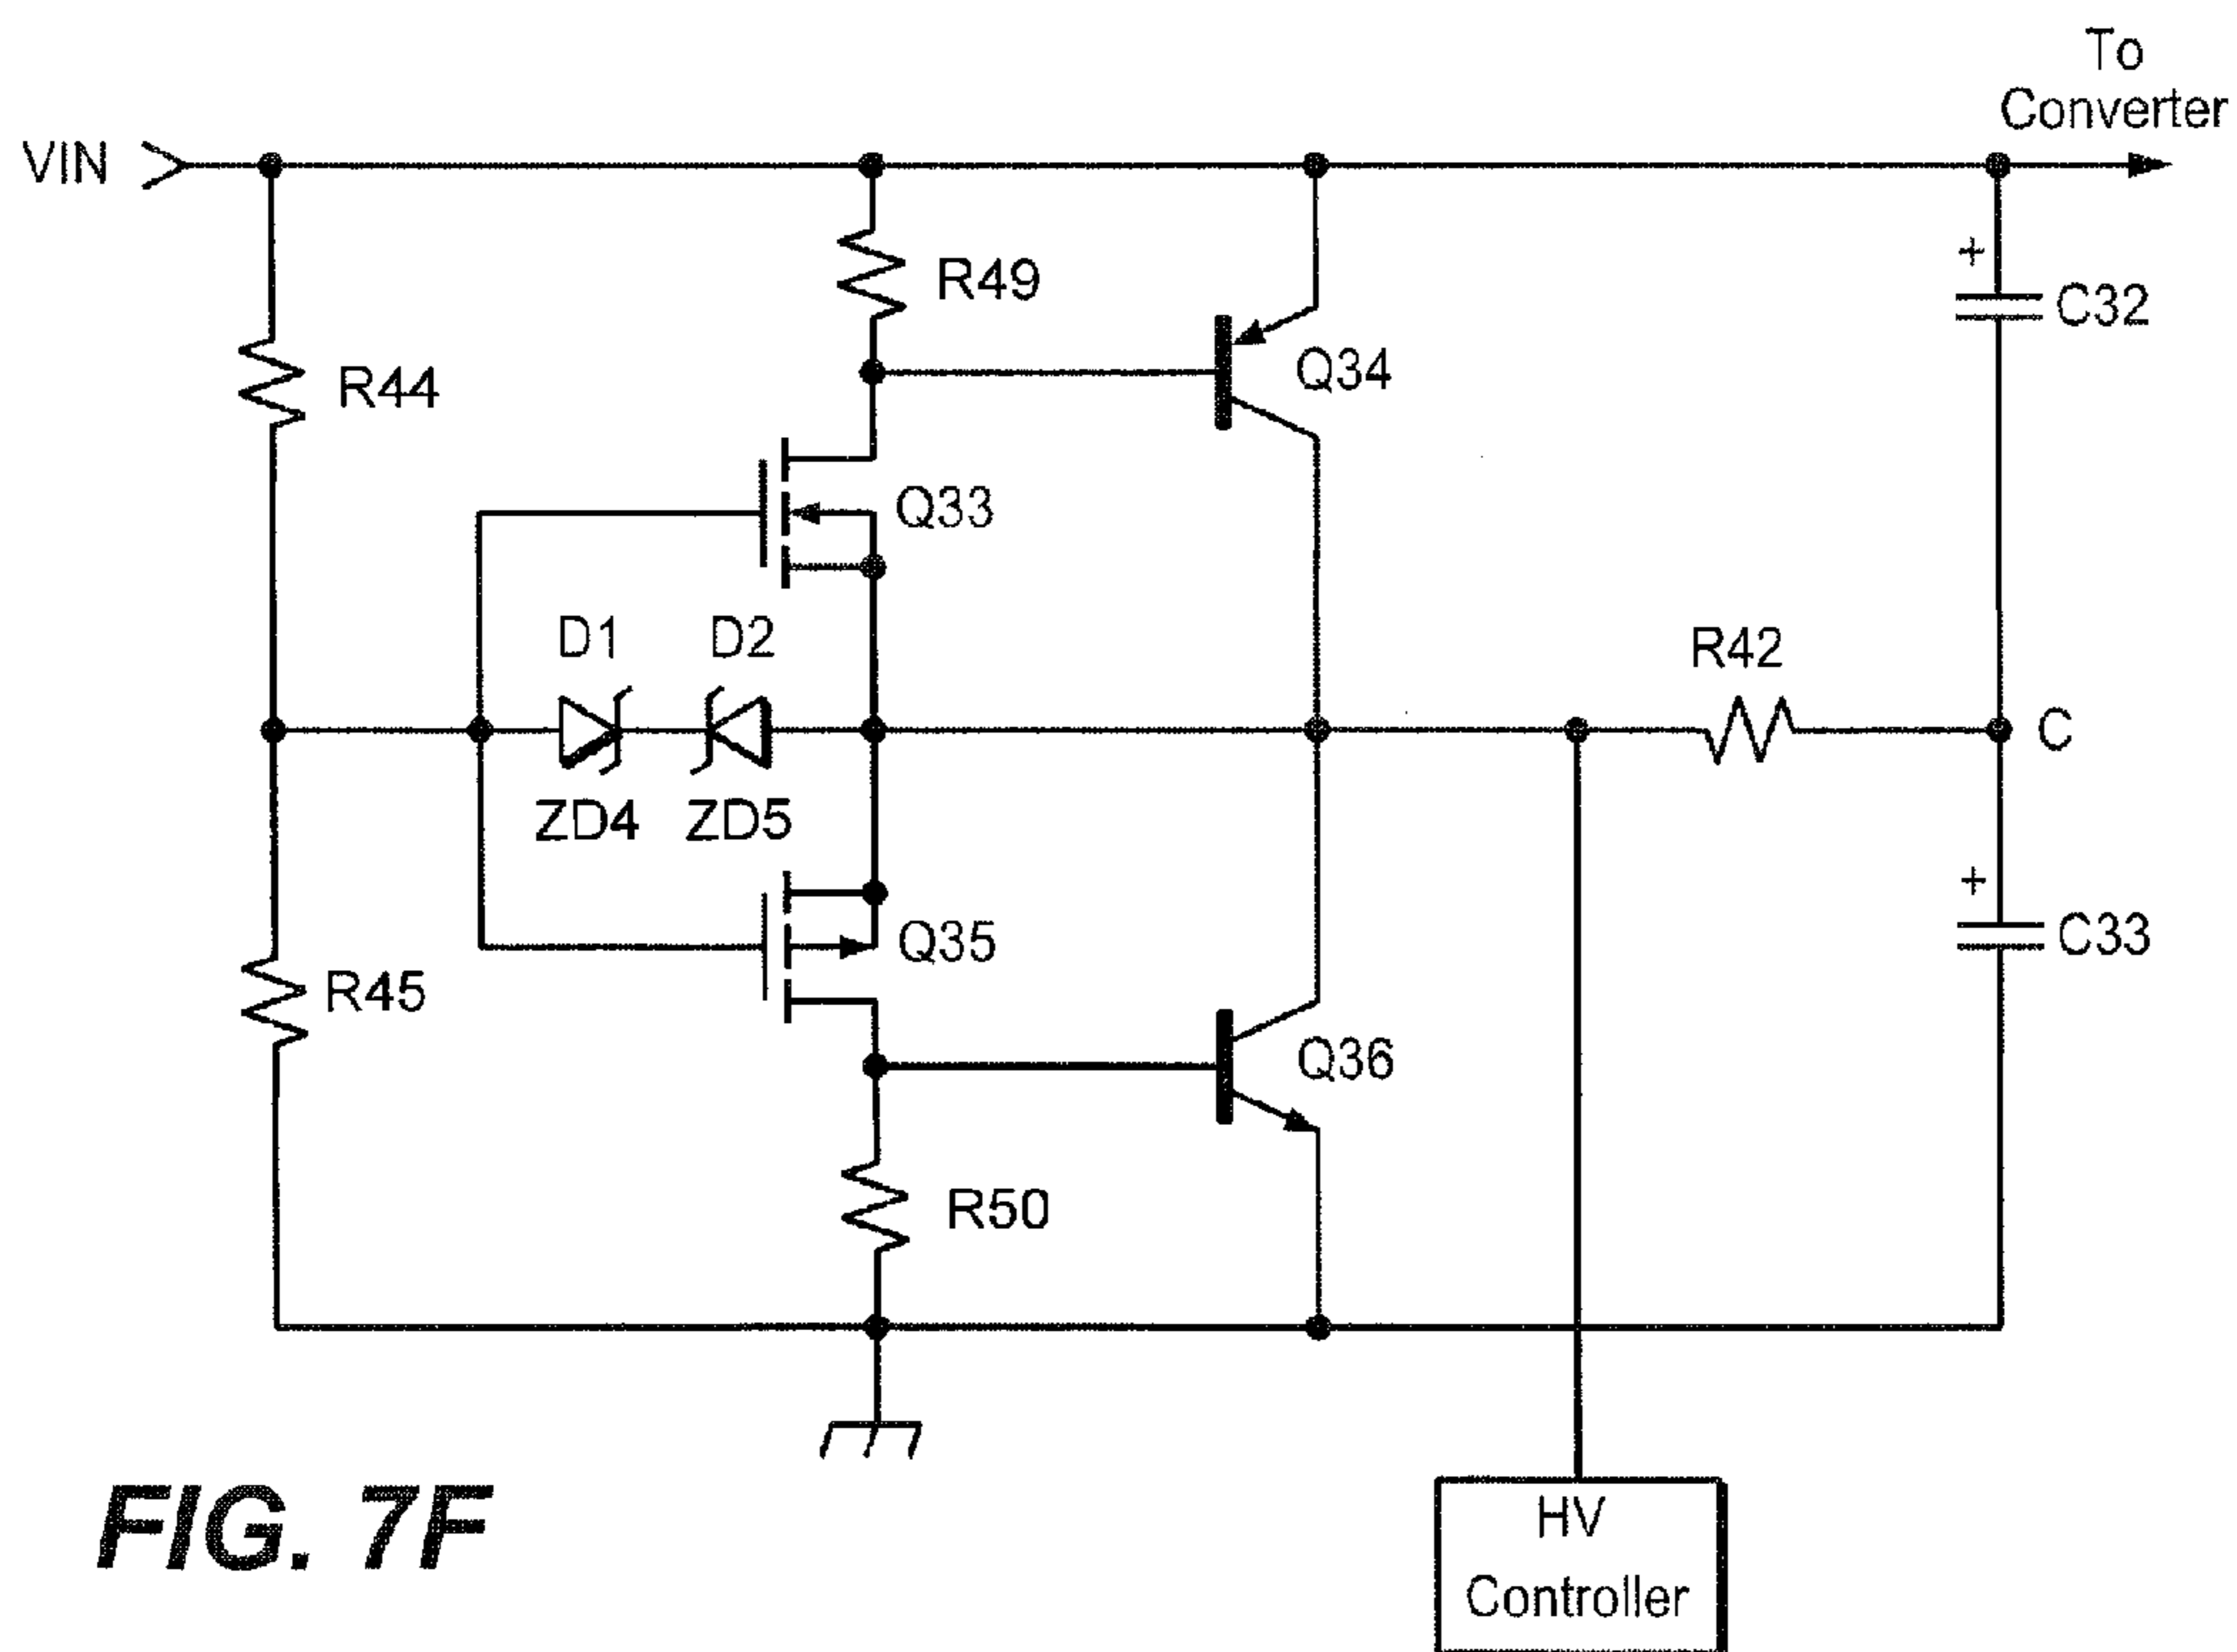 To
Converter
VIN
+
C32
R49
Q34
R44
Q33
D1 D2
R42
C
ZD4 ZD5
+
C33
Q35
R45
Q36
R50
HV
Controller
FIG. 7F